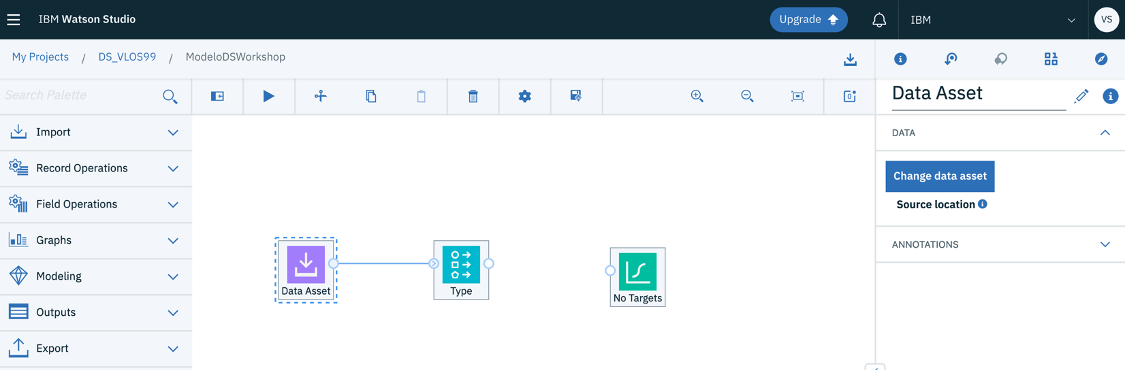 IBM Watson Studio
Upgrade
IBM
VS
My Projects / DS_VLOS99 / ModeloDSWorkshop
Search Palette
Import
Record Operations
Field Operations
Graphs
Modeling
Outputs
Export
Data Asset
Type
No Targets
Data Asset
DATA
Change data asset
Source location
ANNOTATIONS